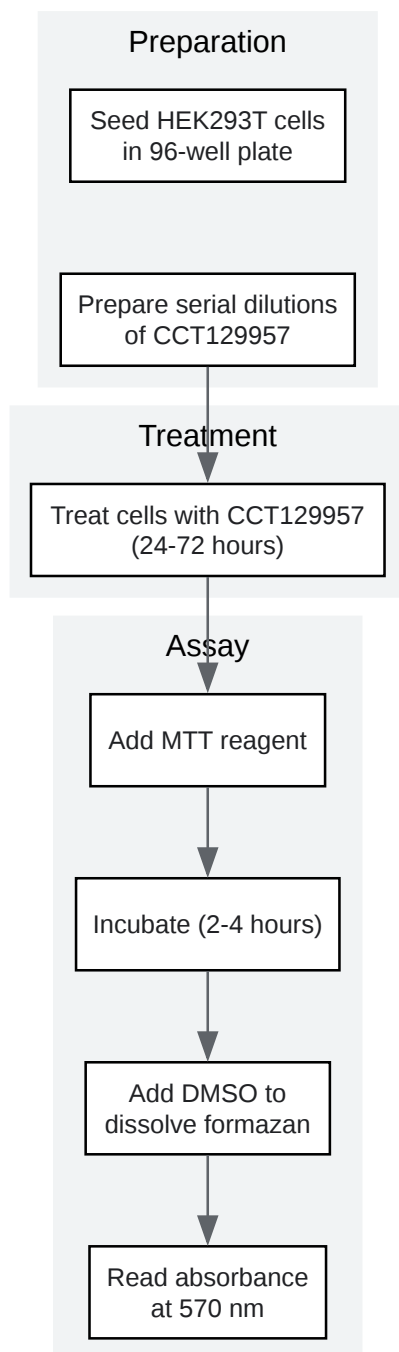 Preparation
Seed HEK293T cells
in 96-well plate
Prepare serial dilutions
of CCT129957
Treatment
Treat cells with CCT129957
(24-72 hours)
Assay
Add MTT reagent
Incubate (2-4 hours)
Add DMSO to
dissolve formazan
Read absorbance
at 570 nm